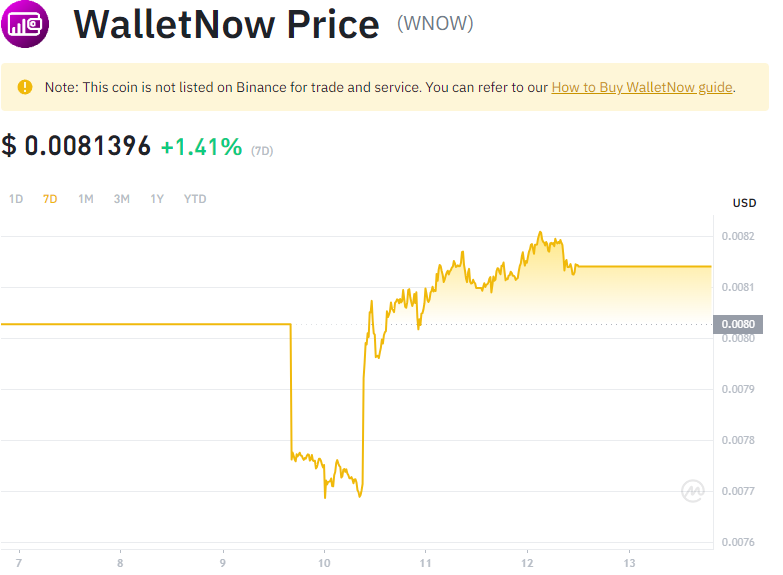 WalletNow Price (WNOW)
Note: This coin is not listed on Binance for trade and service. You can refer to our How to Buy WalletNow guide.
$ 0.0081396 +1.41% (7D)
1D 7D 1M 3M 1Y YTD
USD
0.0082
0.0081
0.0080
0.0080
0.0079
0.0078
0.0077
0.0076
7 8 9 10 11 12 13